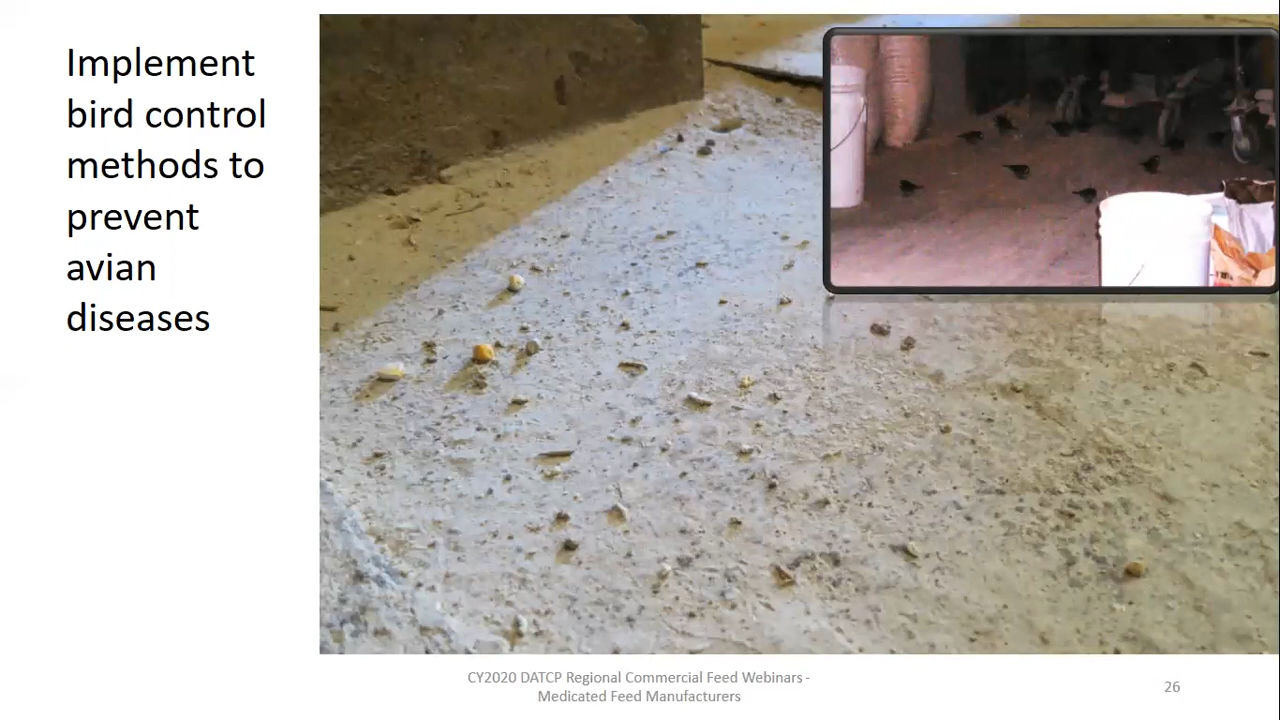 Implement
bird control
methods to
prevent
avian
diseases
CY2020 DATCP Regional Commercial Feed Webinars -
Medicated Feed Manufacturers
26